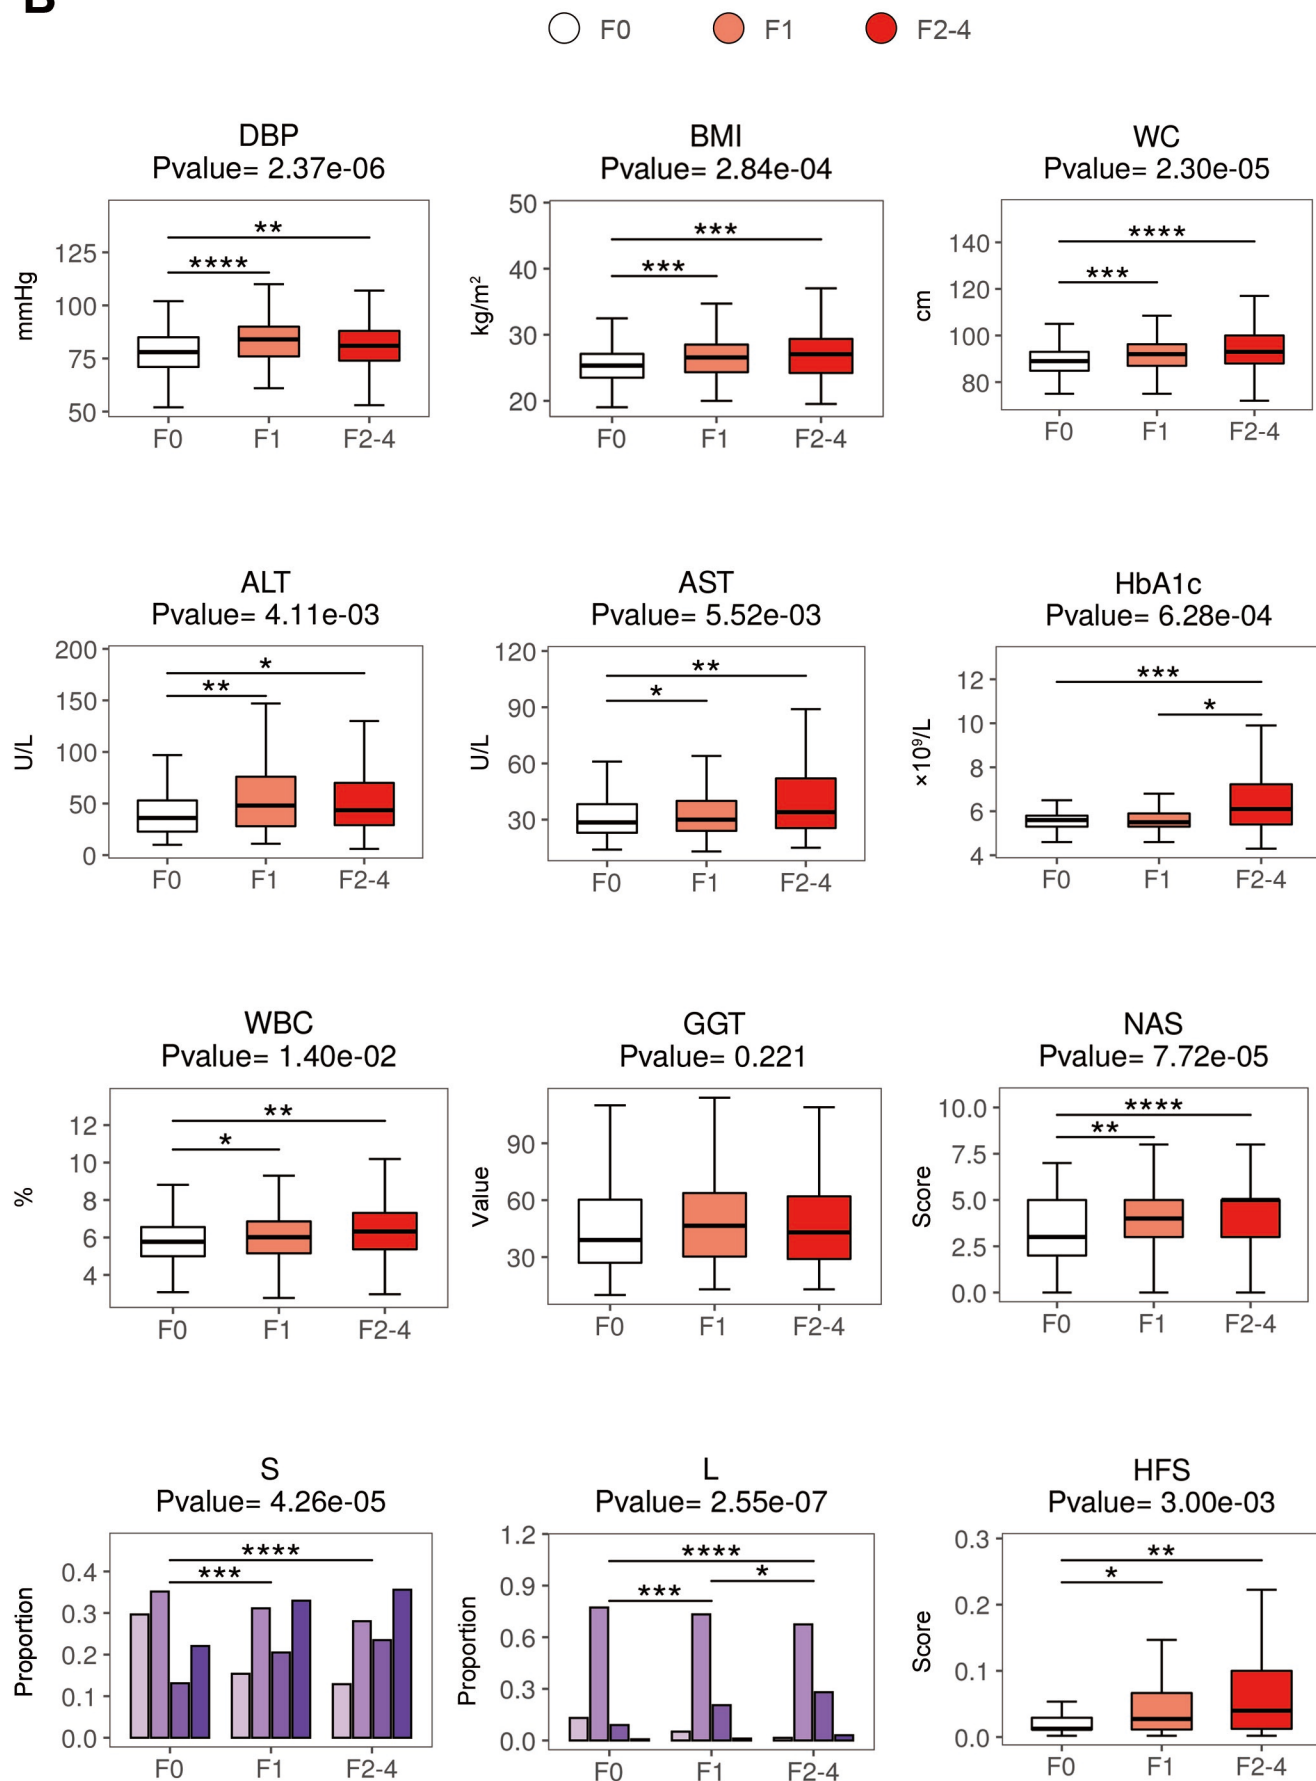 B
F0 F1 F2-4
DBP BMI WC
Pvalue= 2.37e-06 Pvalue= 2.84e-04 Pvalue= 2.30e-05
mmHg
125
100
75
50
**
****
F0 F1 F2-4
kg/m²
50
40
30
20
***
***
F0 F1 F2-4
cm
140
120
100
80
****
***
F0 F1 F2-4
ALT AST HbA1c
Pvalue= 4.11e-03 Pvalue= 5.52e-03 Pvalue= 6.28e-04
U/L
200
150
100
50
0
*
**
F0 F1 F2-4
U/L
120
90
60
30
**
*
F0 F1 F2-4
×10⁹/L
12
10
8
6
4
***
*
F0 F1 F2-4
WBC GGT NAS
Pvalue= 1.40e-02 Pvalue= 0.221 Pvalue= 7.72e-05
%
12
10
8
6
4
**
*
F0 F1 F2-4
Value
90
60
30
F0 F1 F2-4
Score
10.0
7.5
5.0
2.5
0.0
****
**
F0 F1 F2-4
S L HFS
Pvalue= 4.26e-05 Pvalue= 2.55e-07 Pvalue= 3.00e-03
Proportion
0.4
0.3
0.2
0.1
0.0
****
***
F0 F1 F2-4
Proportion
1.2
0.9
0.6
0.3
0.0
****
*
***
F0 F1 F2-4
Score
0.3
0.2
0.1
0.0
**
*
F0 F1 F2-4